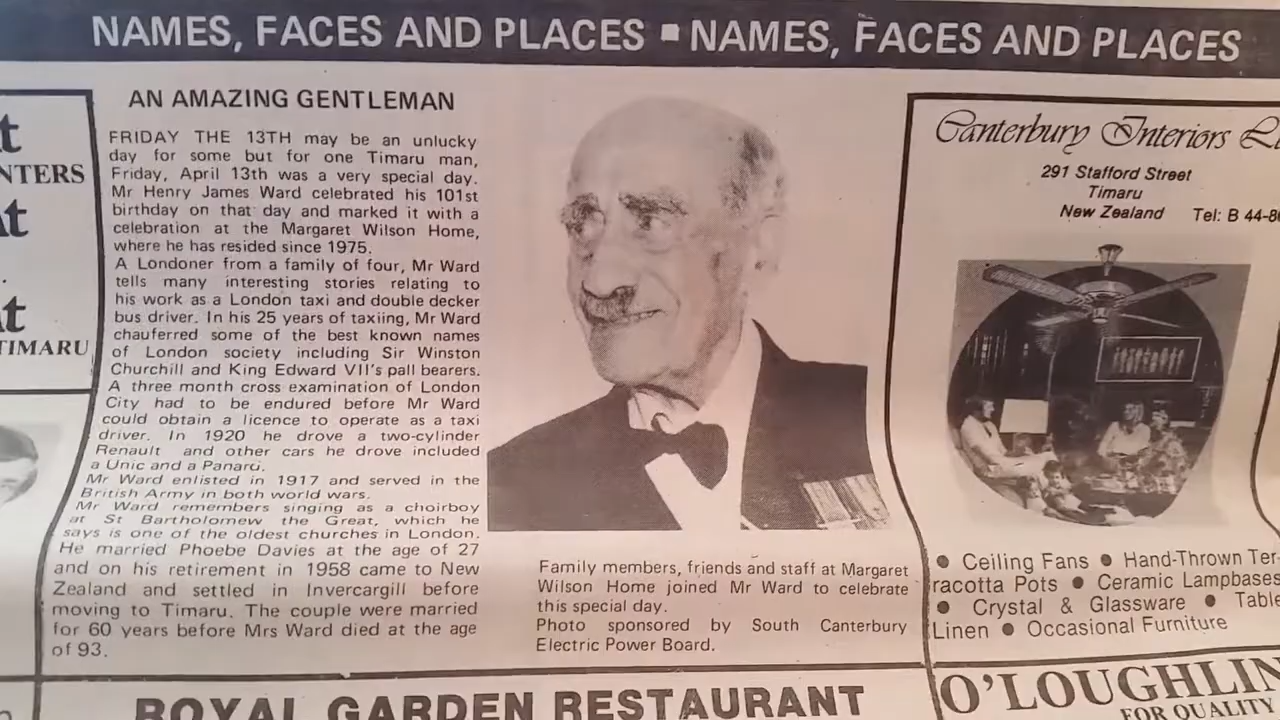 NAMES, FACES AND PLACES ▪ NAMES, FACES AND PLACES
t
NTERS
t
t
TIMARU
AN AMAZING GENTLEMAN
FRIDAY THE 13TH may be an unlucky
day for some but for one Timaru man,
Friday, April 13th was a very special day.
Mr Henry James Ward celebrated his 101st
birthday on that day and marked it with a
celebration at the Margaret Wilson Home,
where he has resided since 1975.
A Londoner from a family of four, Mr Ward
tells many interesting stories relating to
his work as a London taxi and double decker
bus driver. In his 25 years of taxiing, Mr Ward
chauferred some of the best known names
of London society including Sir Winston
Churchill and King Edward VII's pall bearers.
A three month cross examination of London
City had to be endured before Mr Ward
could obtain a licence to operate as a taxi
driver. In 1920 he drove a two-cylinder
Renault and other cars he drove included
a Unic and a Panard.
Mr Ward enlisted in 1917 and served in the
British Army in both world wars.
Mr Ward remembers singing as a choirboy
at St Bartholomew the Great, which he
says is one of the oldest churches in London.
He married Phoebe Davies at the age of 27
and on his retirement in 1958 came to New
Zealand and settled in Invercargill before
moving to Timaru. The couple were married
for 60 years before Mrs Ward died at the age
of 93.
Family members, friends and staff at Margaret
Wilson Home joined Mr Ward to celebrate
this special day.
Photo sponsored by South Canterbury
Electric Power Board.
Canterbury Interiors L
291 Stafford Street
Timaru
New Zealand Tel: B 44-8
● Ceiling Fans ● Hand-Thrown Ter-
racotta Pots ● Ceramic Lampbases
● Crystal & Glassware ● Table
Linen ● Occasional Furniture
ROYAL GARDEN RESTAURANT
O'LOUGHLIN
FOR QUALITY